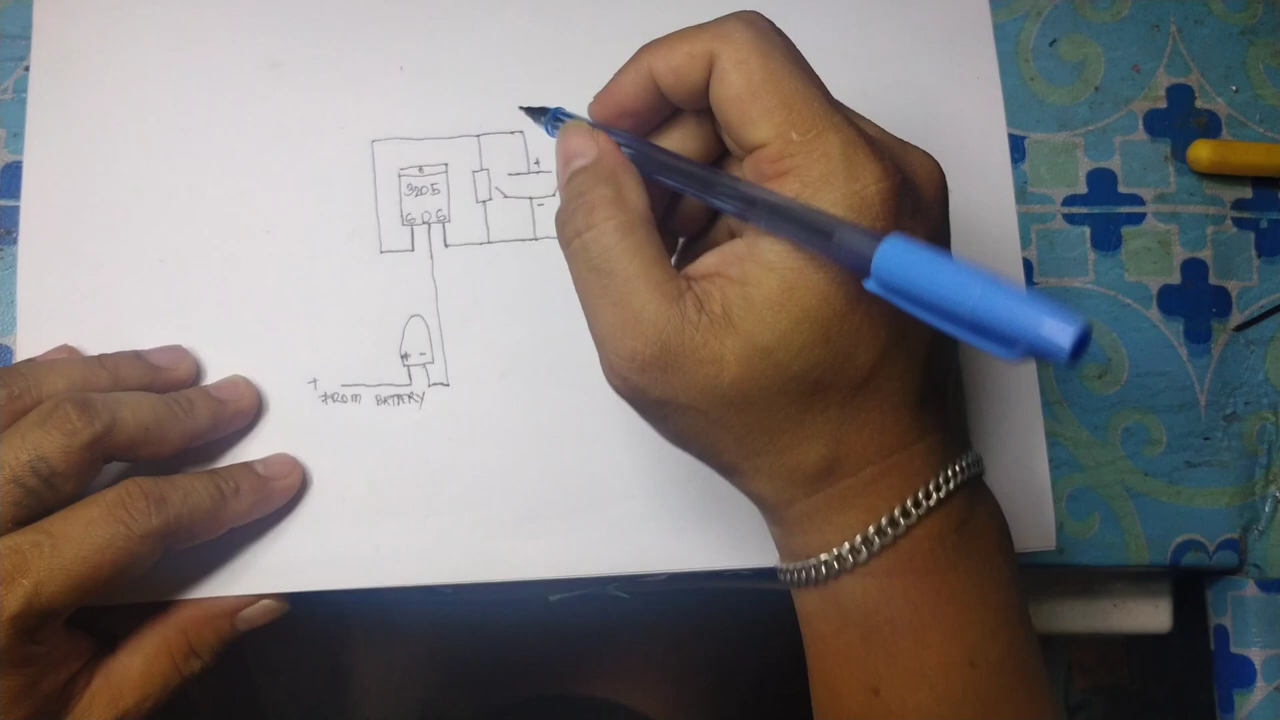 3205
G D S
+
-
+ -
+
FROM BATTERY